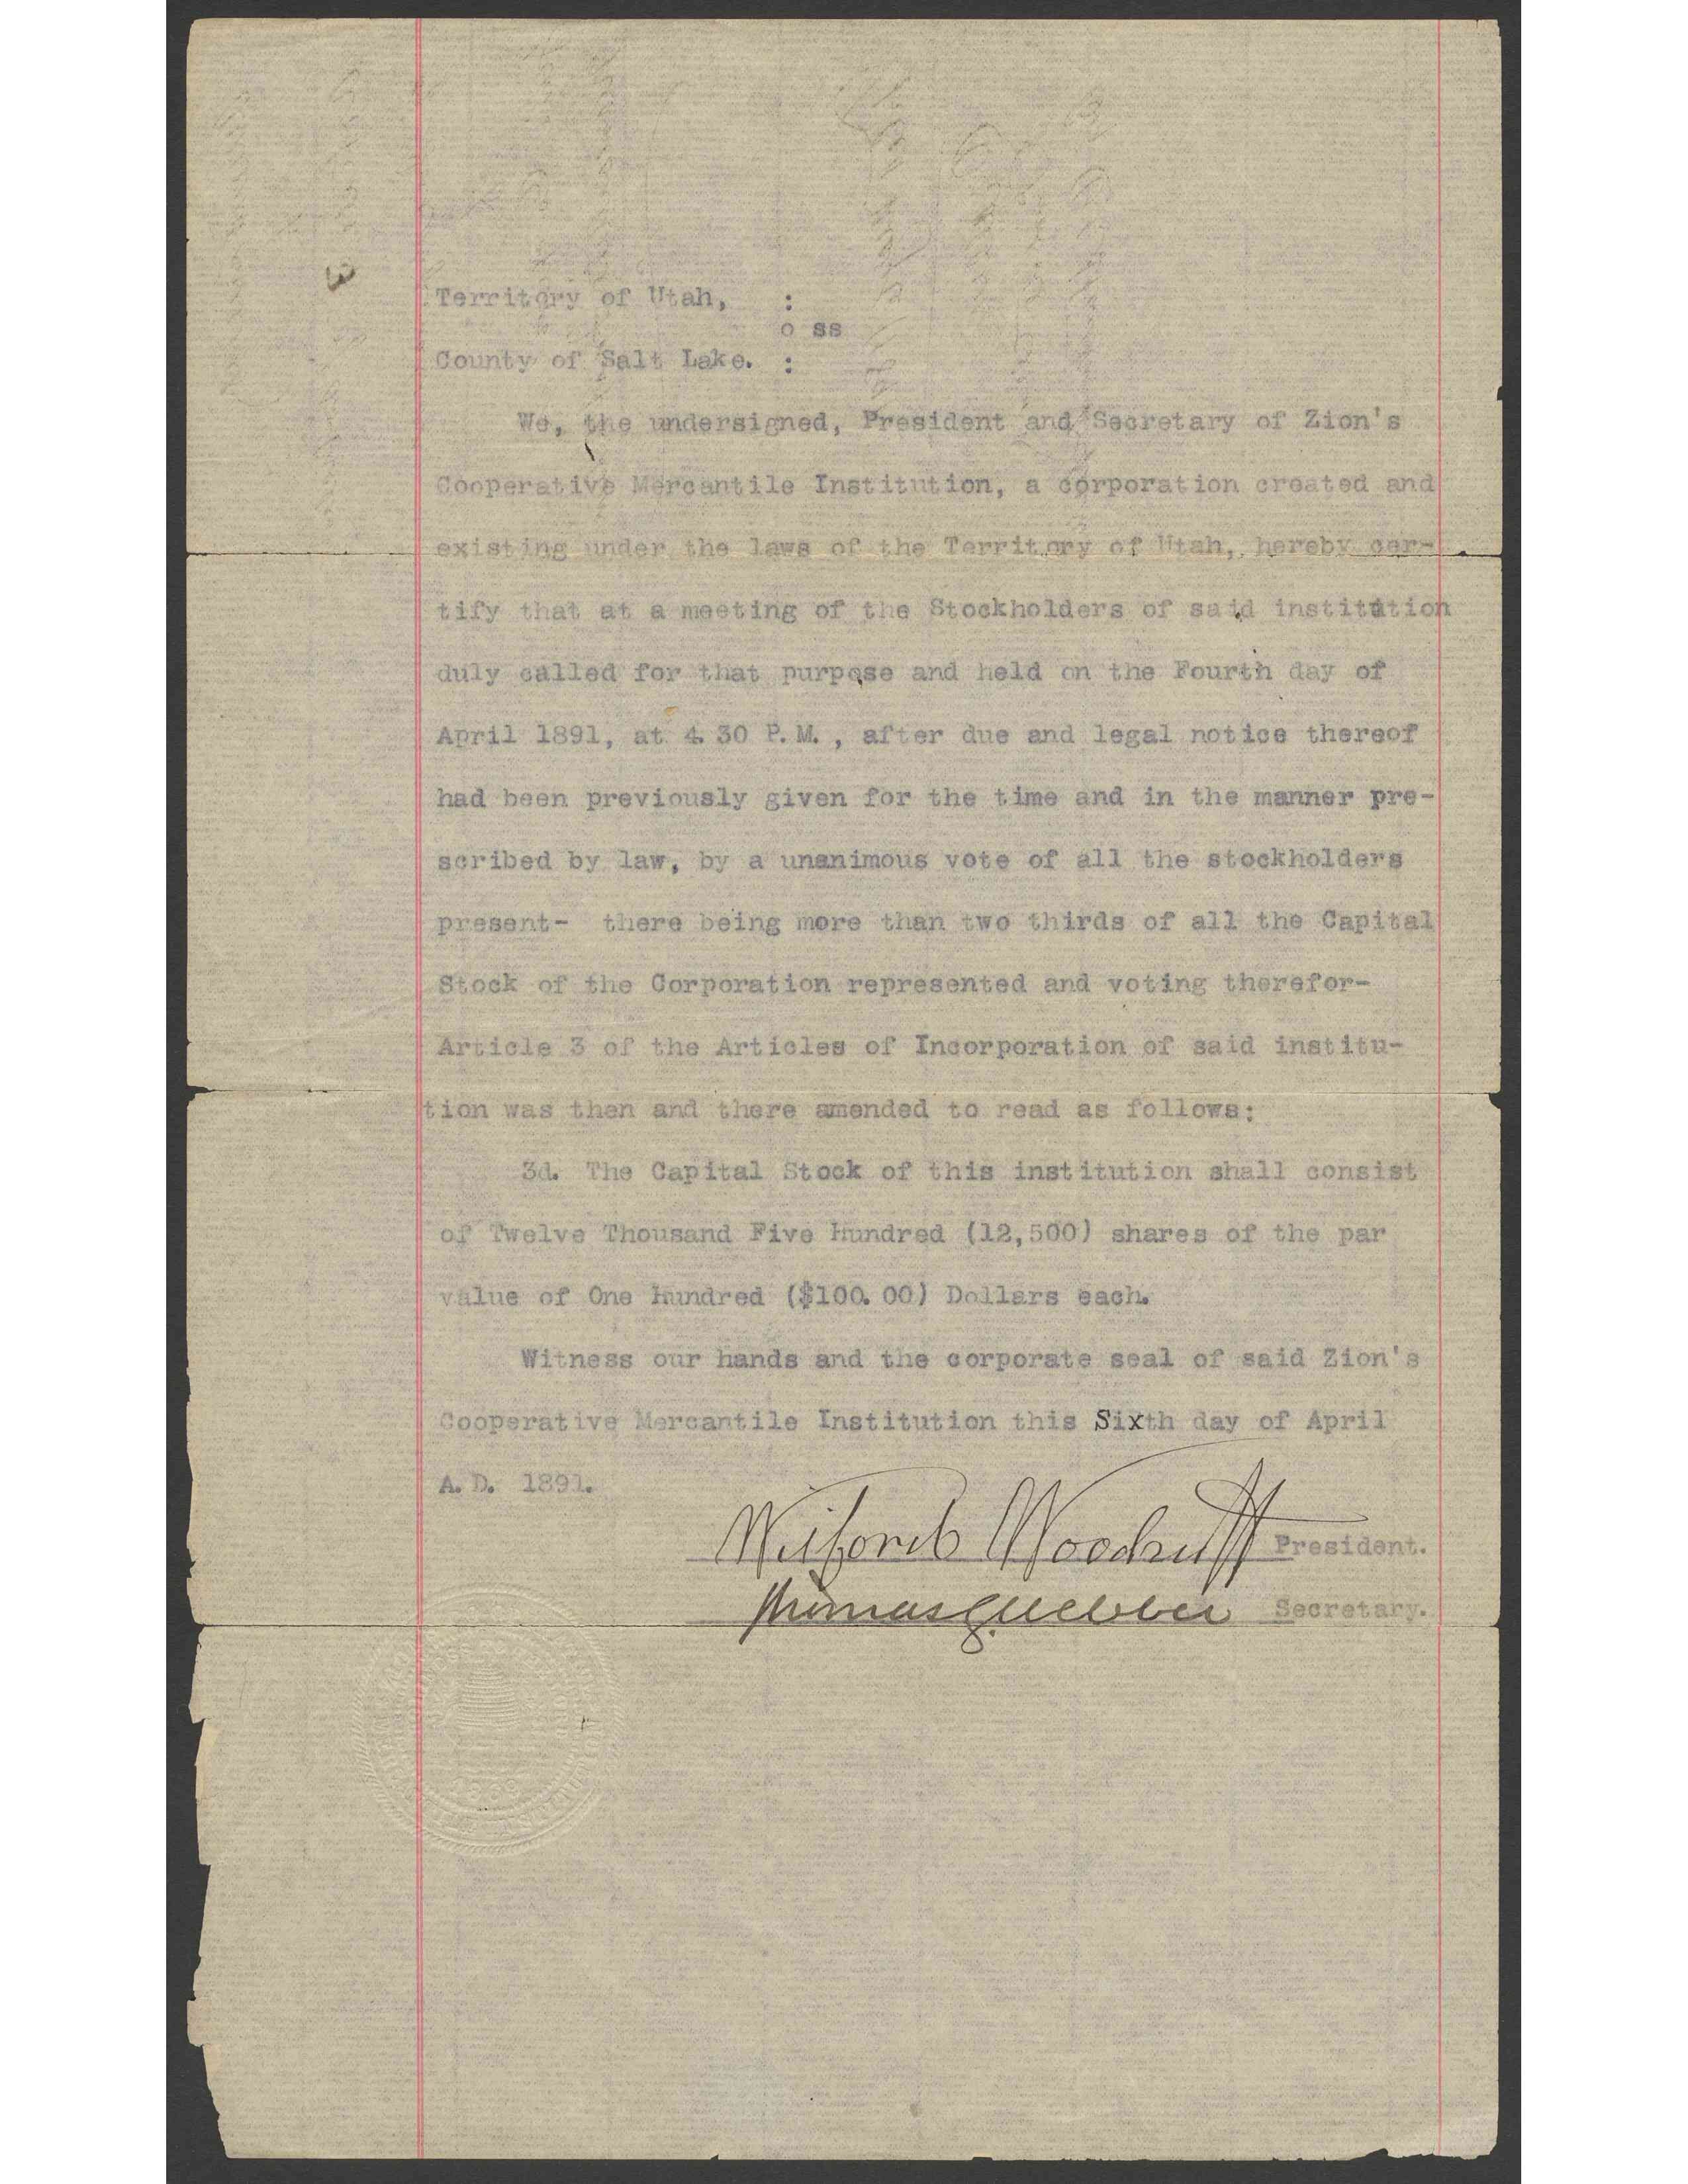 Territory of Utah, :
o ss
County of Salt Lake. :
We, the undersigned, President and Secretary of Zion's
Cooperative Mercantile Institution, a corporation created and
existing under the laws of the Territory of Utah, hereby cer-
tify that at a meeting of the Stockholders of said institution
duly called for that purpose and held on the Fourth day of
April 1891, at 4.30 P.M., after due and legal notice thereof
had been previously given for the time and in the manner pre-
scribed by law, by a unanimous vote of all the stockholders
present- there being more than two thirds of all the Capital
Stock of the Corporation represented and voting therefor-
Article 3 of the Articles of Incorporation of said institu-
tion was then and there amended to read as follows:
3d. The Capital Stock of this institution shall consist
of Twelve Thousand Five Hundred (12,500) shares of the par
value of One Hundred ($100.00) Dollars each.
Witness our hands and the corporate seal of said Zion's
Cooperative Mercantile Institution this Sixth day of April
A.D. 1891.
Wilford Woodruff President.
Thomas G Webber Secretary.
1868